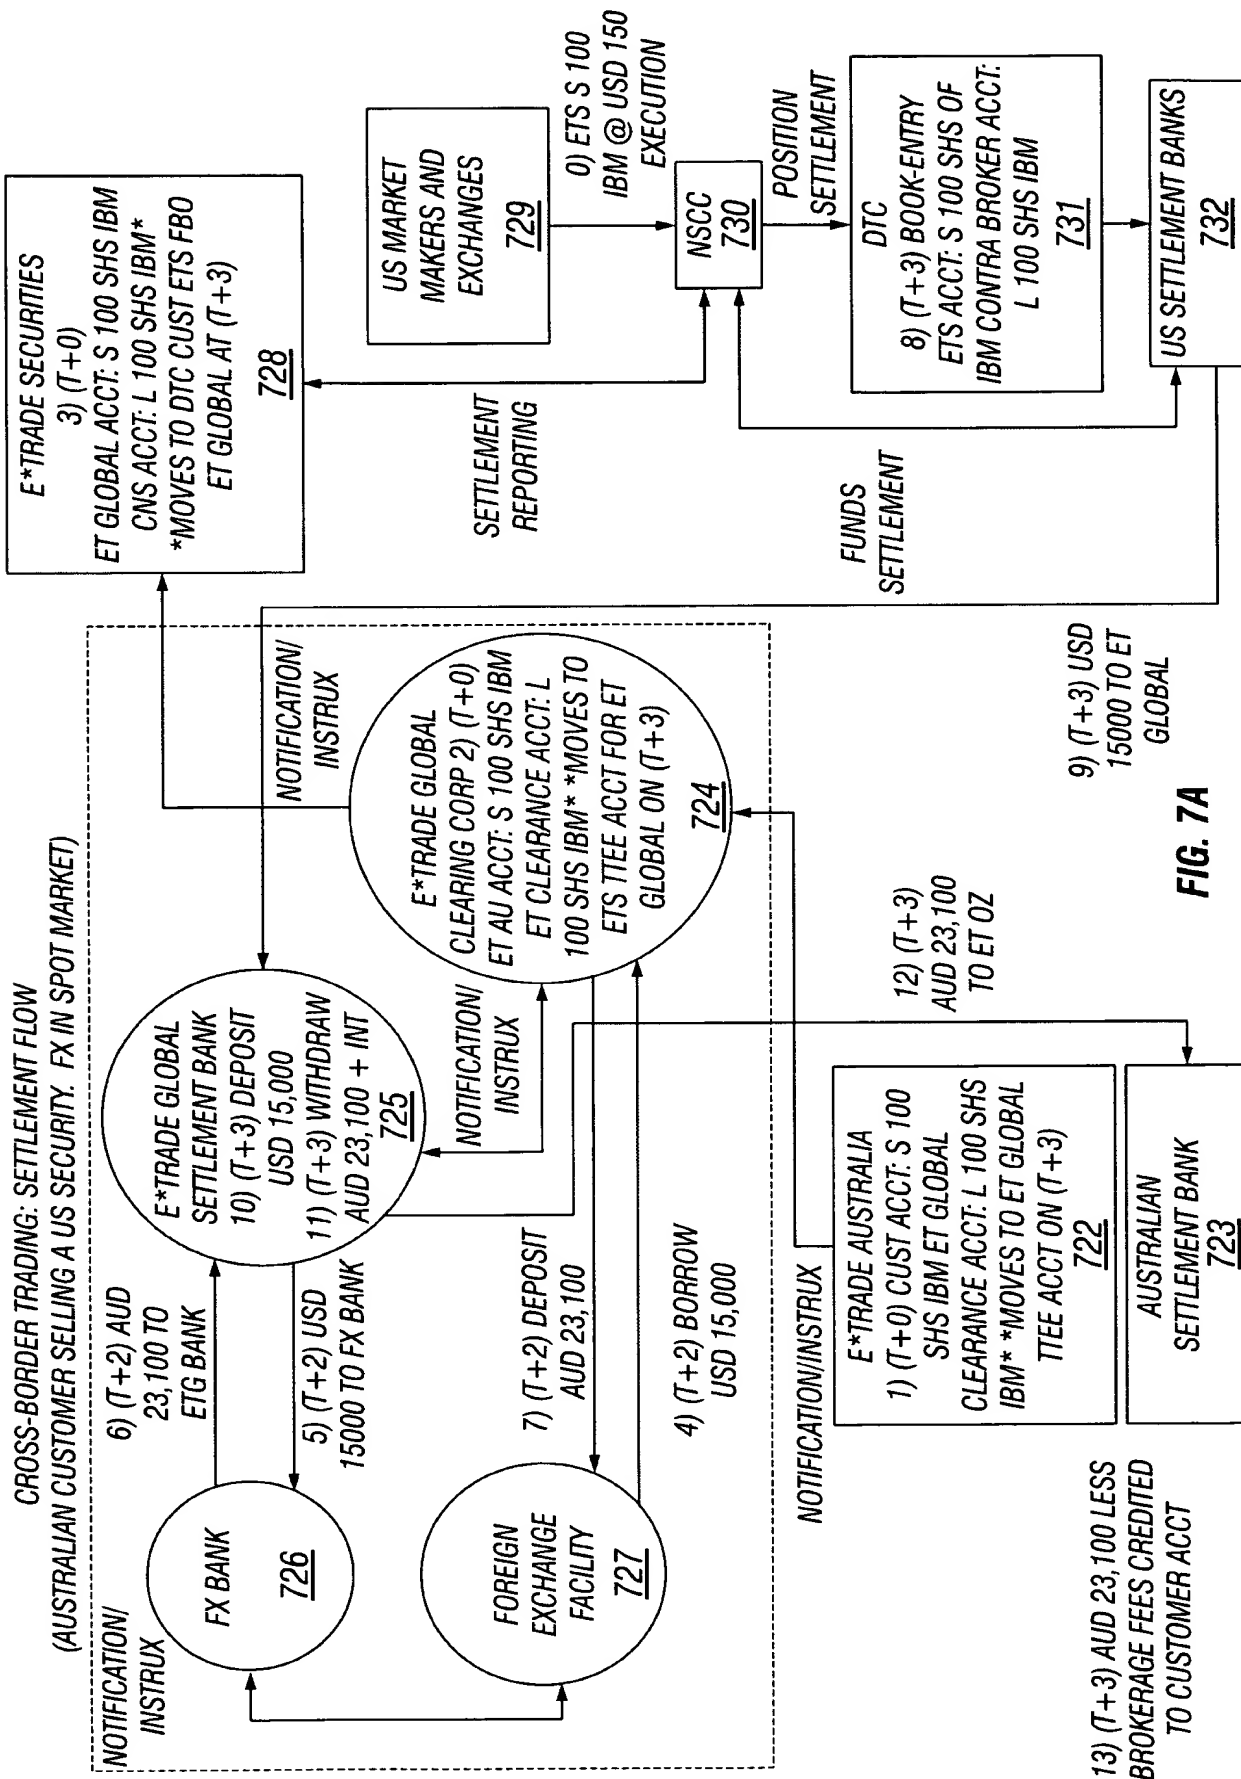 CROSS-BORDER TRADING: SETTLEMENT FLOW
(AUSTRALIAN CUSTOMER SELLING A US SECURITY. FX IN SPOT MARKET)
NOTIFICATION/
INSTRUX
FX BANK
726
6) (T+2) AUD
23,100 TO
ETG BANK
5) (T+2) USD
15000 TO FX BANK
E*TRADE GLOBAL
SETTLEMENT BANK
10) (T+3) DEPOSIT
USD 15,000
11) (T+3) WITHDRAW
AUD 23,100 + INT
725
NOTIFICATION/
INSTRUX
E*TRADE SECURITIES
3) (T+0)
ET GLOBAL ACCT: S 100 SHS IBM
CNS ACCT: L 100 SHS IBM*
*MOVES TO DTC CUST ETS FBO
ET GLOBAL AT (T+3)
728
FOREIGN
EXCHANGE
FACILITY
727
7) (T+2) DEPOSIT
AUD 23,100
4) (T+2) BORROW
USD 15,000
NOTIFICATION/
INSTRUX
E*TRADE GLOBAL
CLEARING CORP 2) (T+0)
ET AU ACCT: S 100 SHS IBM
ET CLEARANCE ACCT: L
100 SHS IBM* *MOVES TO
ETS TTEE ACCT FOR ET
GLOBAL ON (T+3)
724
SETTLEMENT
REPORTING
US MARKET
MAKERS AND
EXCHANGES
729
0) ETS S 100
IBM @ USD 150
EXECUTION
NSCC
730
POSITION
SETTLEMENT
FUNDS
SETTLEMENT
DTC
8) (T+3) BOOK-ENTRY
ETS ACCT: S 100 SHS OF
IBM CONTRA BROKER ACCT:
L 100 SHS IBM
731
US SETTLEMENT BANKS
732
NOTIFICATION/INSTRUX
E*TRADE AUSTRALIA
1) (T+0) CUST ACCT: S 100
SHS IBM ET GLOBAL
CLEARANCE ACCT: L 100 SHS
IBM* *MOVES TO ET GLOBAL
TTEE ACCT ON (T+3)
722
12) (T+3)
AUD 23,100
TO ET OZ
9) (T+3) USD
15000 TO ET
GLOBAL
13) (T+3) AUD 23,100 LESS
BROKERAGE FEES CREDITED
TO CUSTOMER ACCT
AUSTRALIAN
SETTLEMENT BANK
723
FIG. 7A